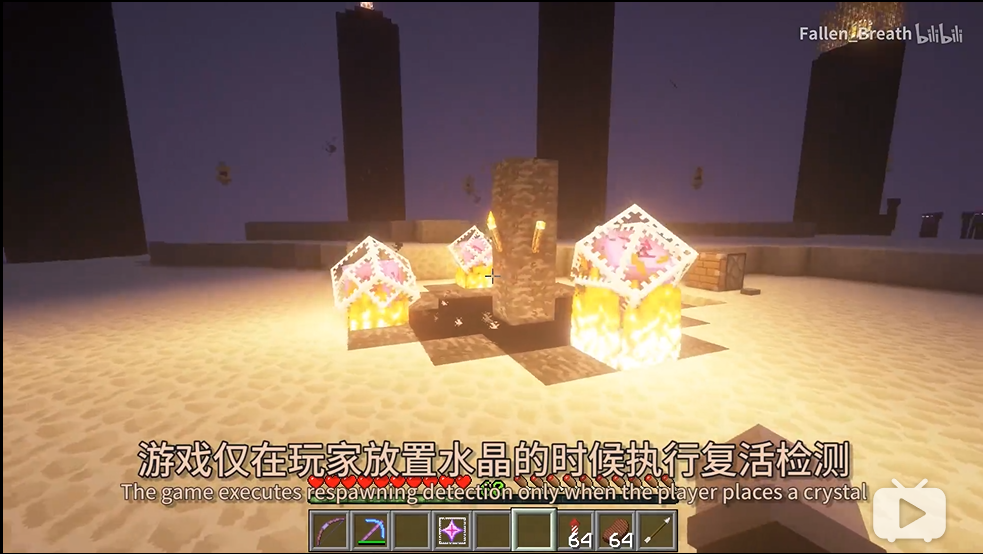 Fallen_Breath bilibili
游戏仅在玩家放置水晶的时候执行复活检测
The game executes respawning detection only when the player places a crystal
64 64